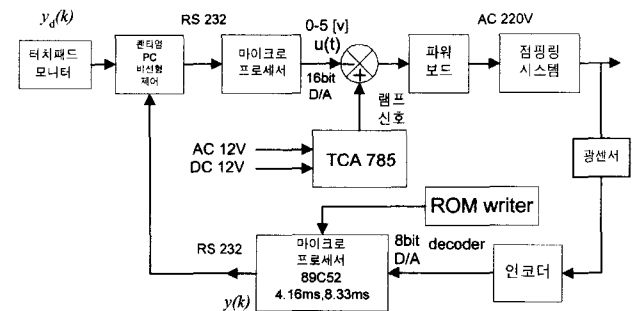 y_d(k)
RS 232
0-5 [v]
u(t)
AC 220V
터치패드
모니터
펜티엄
PC
비선형
제어
마이크로
프로세서
16bit
D/A
+
파워
보드
점핑링
시스템
램프
신호
AC 12V
DC 12V
TCA 785
광센서
ROM writer
RS 232
마이크로
프로세서
89C52
4.16ms,8.33ms
8bit
D/A
decoder
인코더
y(k)